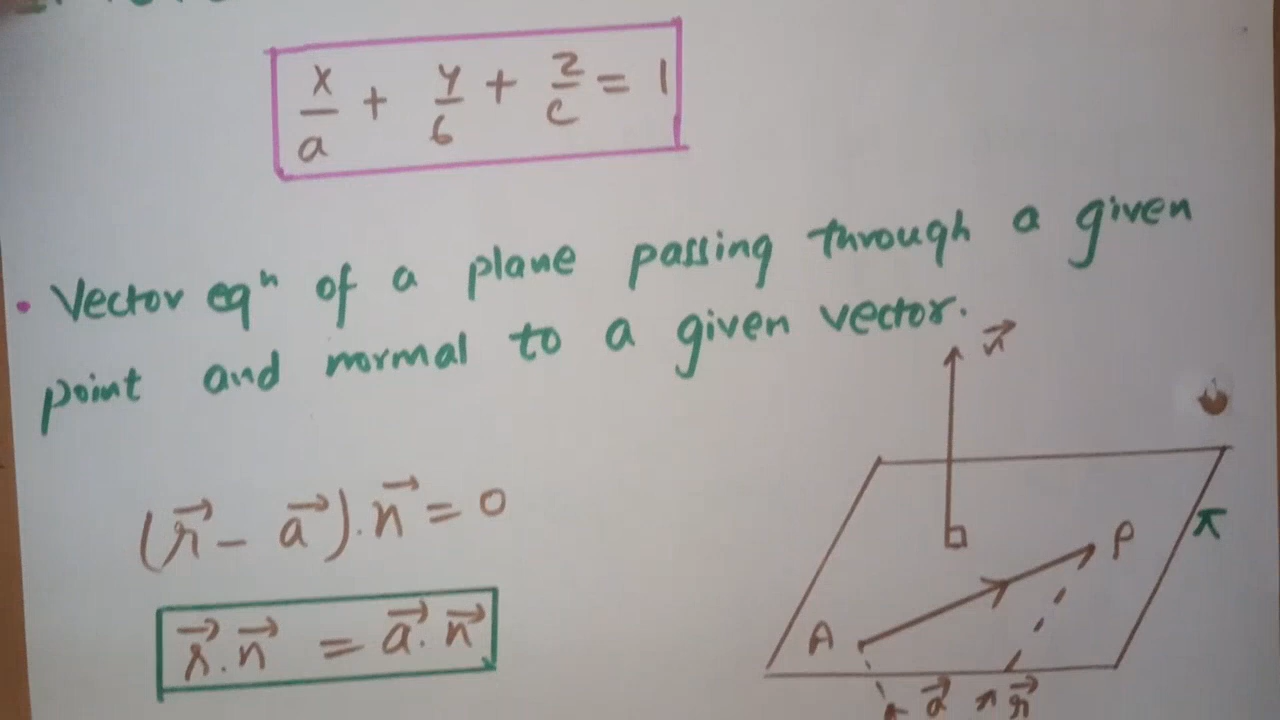 x/a + y/b + z/c = 1
• Vector eqⁿ of a plane passing through a given
point and normal to a given vector.
n⃗
(r⃗ - a⃗).n⃗ = 0
π
P
A
r⃗.n⃗ = a⃗.n⃗
a⃗
r⃗